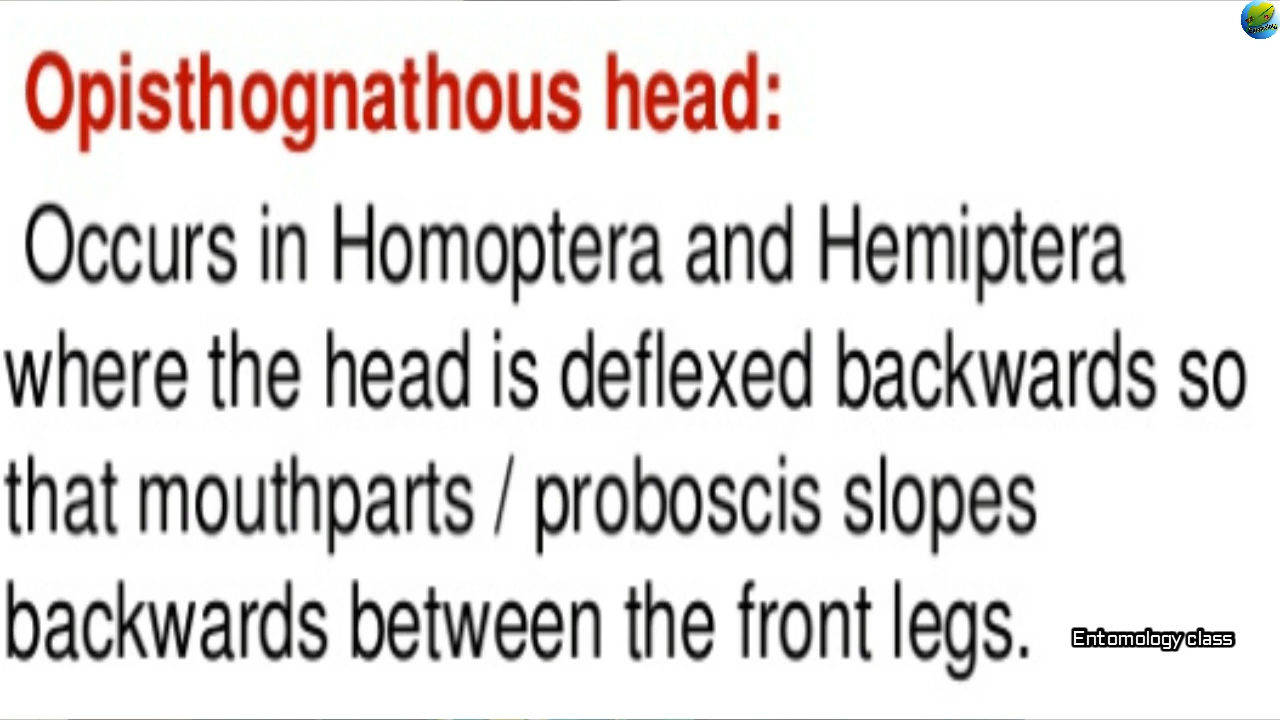 Opisthognathous head:
Occurs in Homoptera and Hemiptera
where the head is deflexed backwards so
that mouthparts / proboscis slopes
backwards between the front legs.
Entomology class